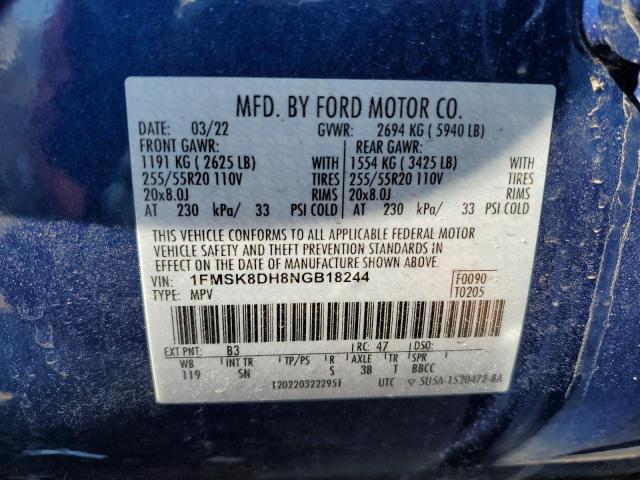 MFD. BY FORD MOTOR CO.
DATE: 03/22 GVWR: 2694 KG ( 5940 LB)
FRONT GAWR: REAR GAWR:
1191 KG ( 2625 LB) WITH 1554 KG ( 3425 LB) WITH
255/55R20 110V TIRES 255/55R20 110V TIRES
20x8.0J RIMS 20x8.0J RIMS
AT 230 kPa/ 33 PSI COLD AT 230 kPa/ 33 PSI COLD
THIS VEHICLE CONFORMS TO ALL APPLICABLE FEDERAL MOTOR
VEHICLE SAFETY AND THEFT PREVENTION STANDARDS IN
EFFECT ON THE DATE OF MANUFACTURE SHOWN ABOVE.
VIN: 1FMSK8DH8NGB18244 F0090
TYPE: MPV T0205
EXT PNT: B3 RC: 47 DSO:
WB INT TR TP/PS R AXLE TR SPR
119 SN S 3B T BBCC
UTC 5U5A-1520472-BA